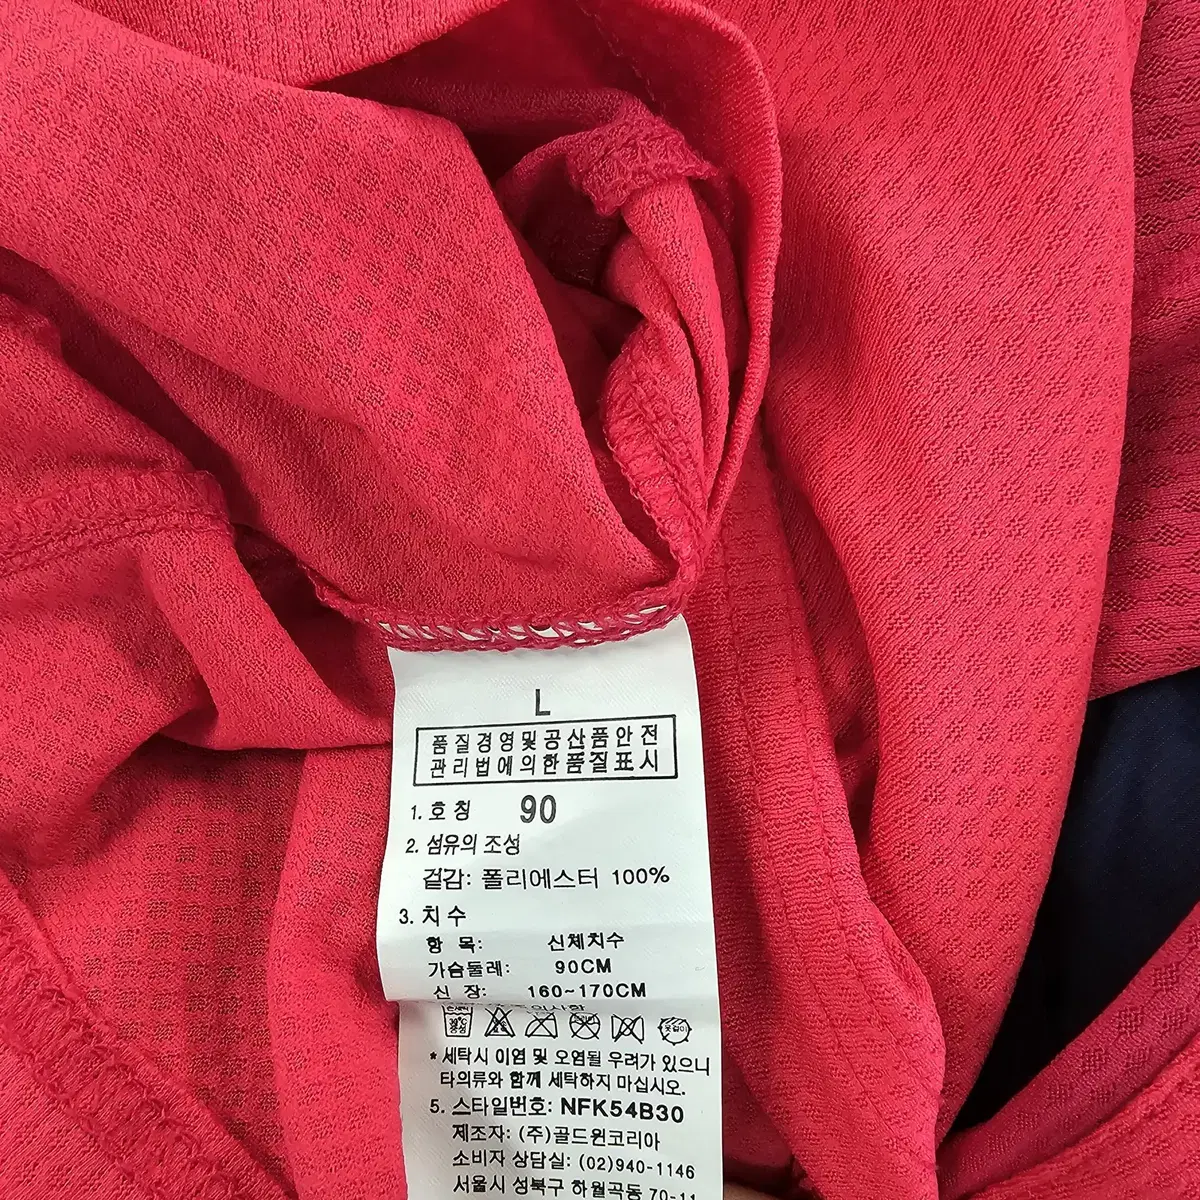 L
품질경영및공산품안전
관리법에의한품질표시
1. 호 칭 90
2. 섬유의 조성
겉감: 폴리에스터 100%
3. 치 수
항 목: 신체치수
가슴둘레: 90CM
신 장: 160~170CM
* 세탁시 이염 및 오염될 우려가 있으니
타의류와 함께 세탁하지 마십시오.
5. 스타일번호: NFK54B30
제조자: (주)골드윈코리아
소비자 상담실: (02)940-1146
서울시 성북구 하월곡동 70-11